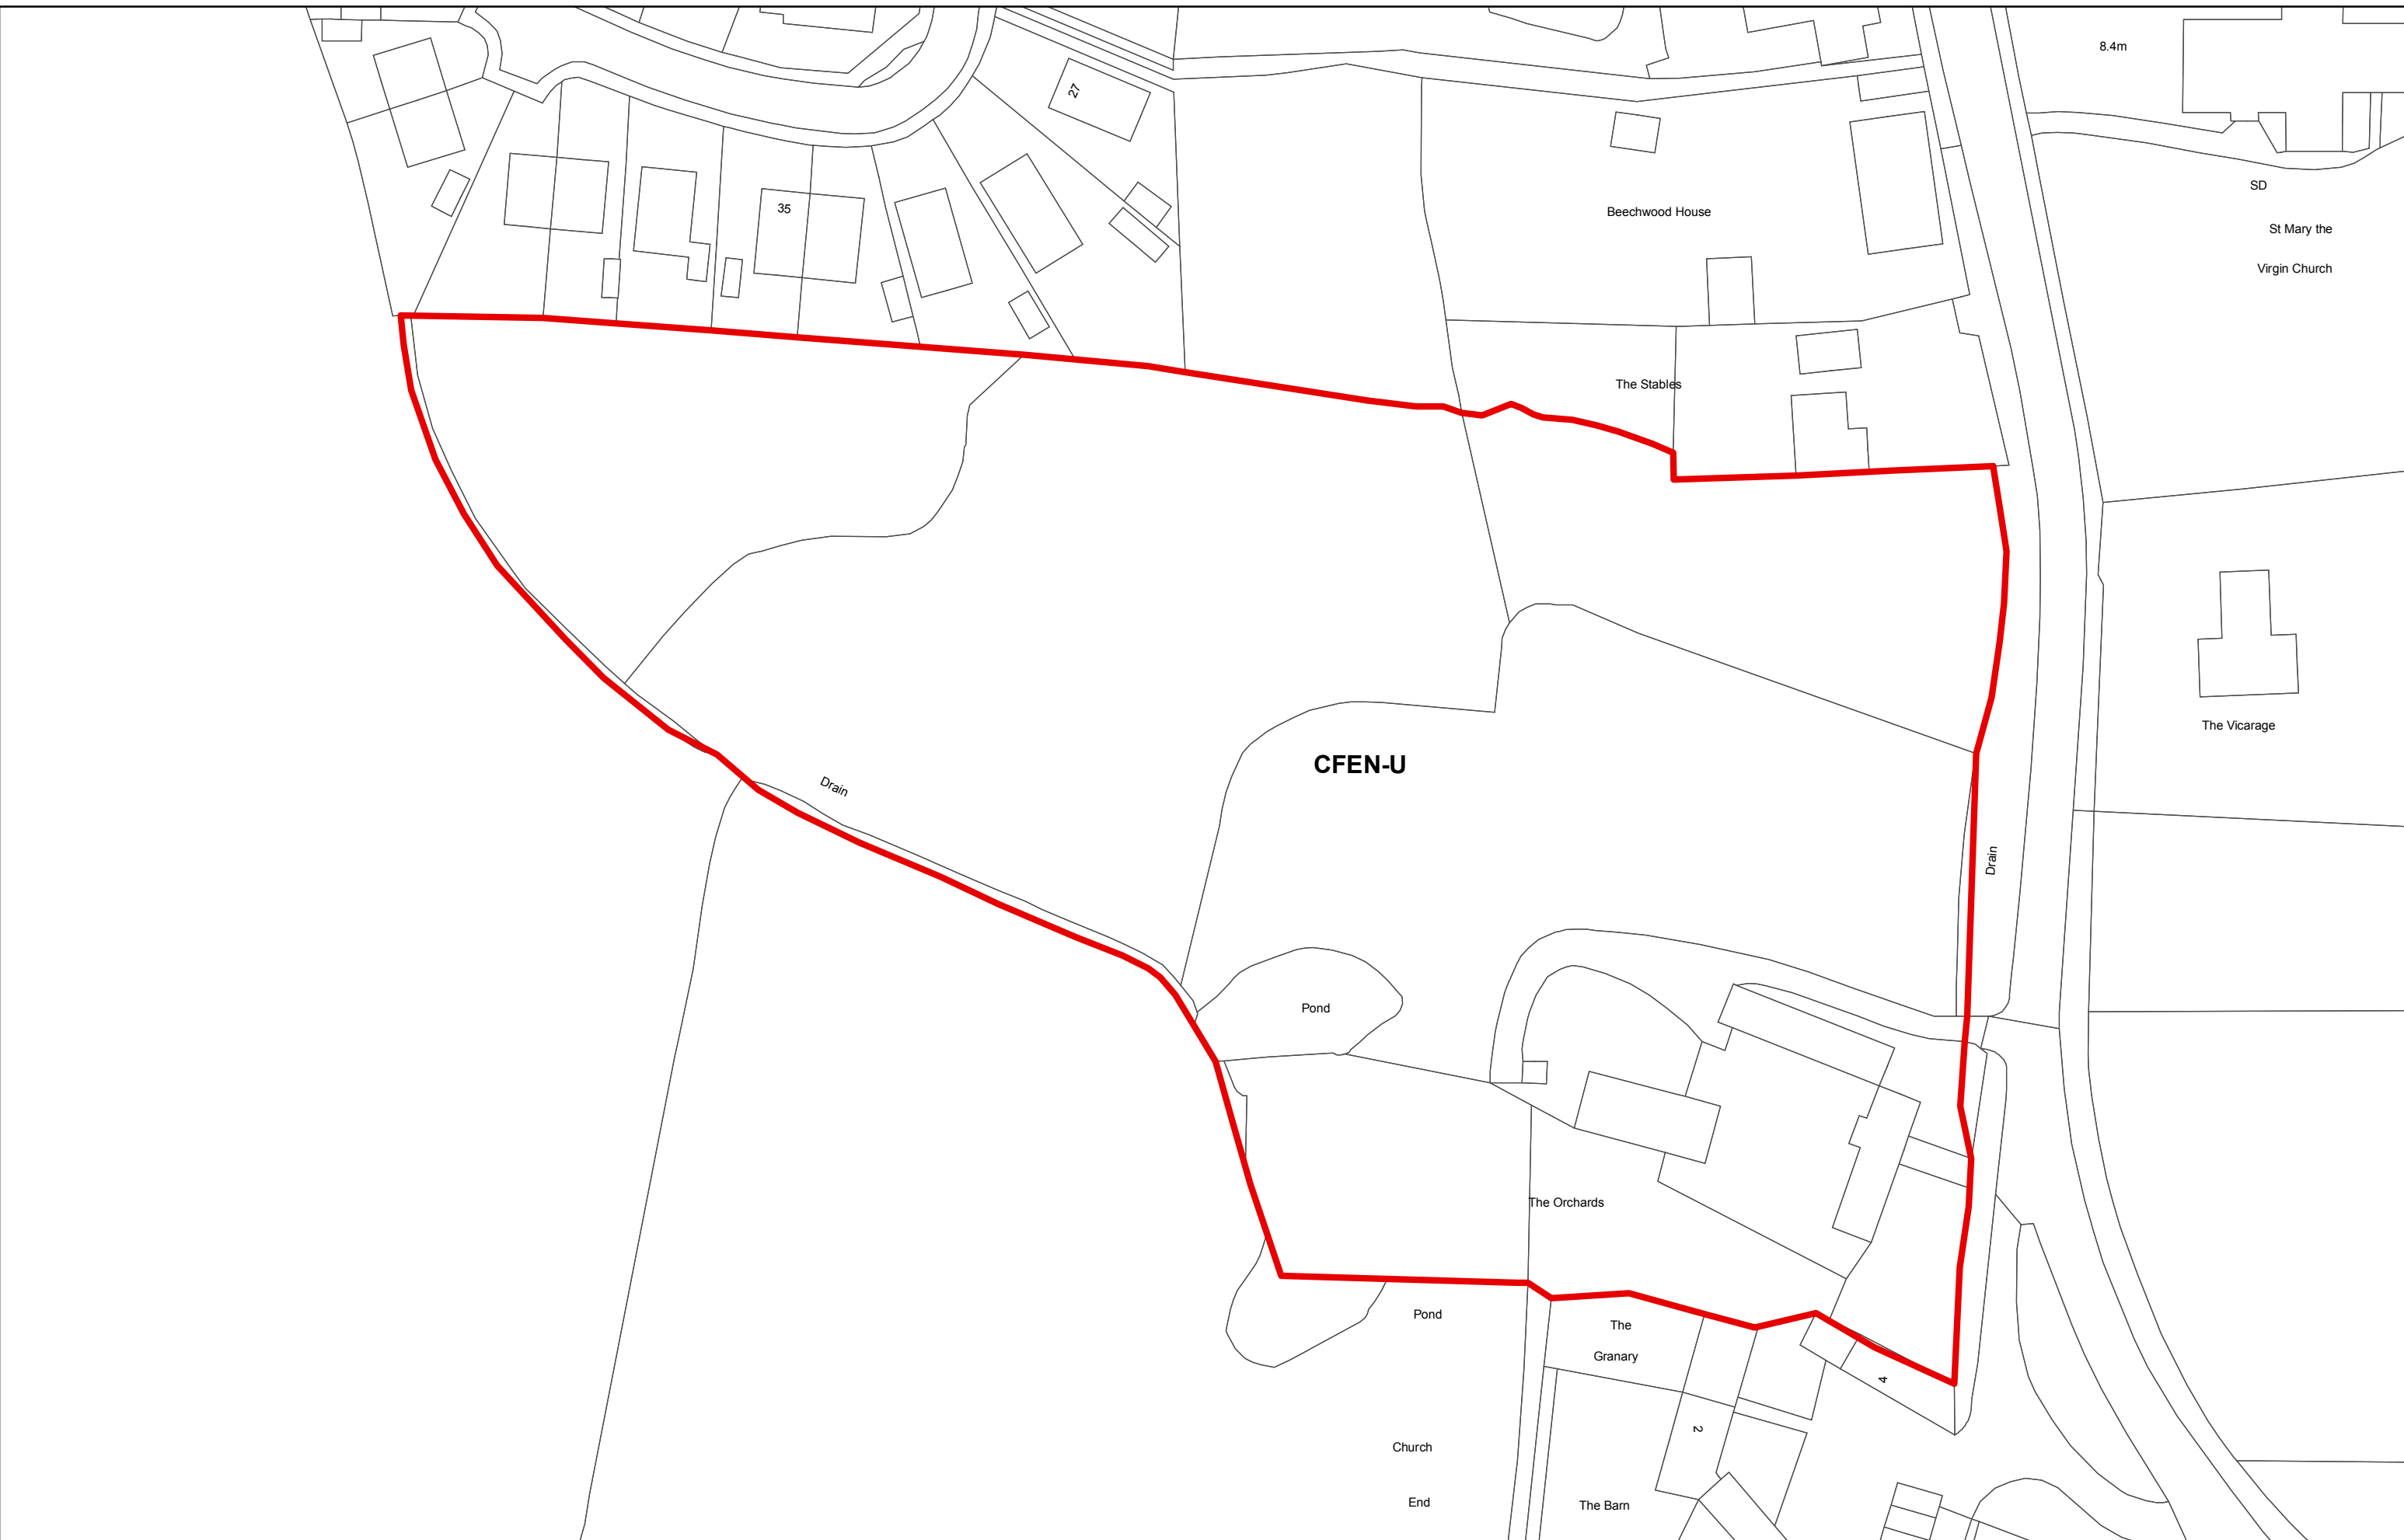 8.4m
27
SD
35
Beechwood House
St Mary the
Virgin Church
The Stables
The Vicarage
CFEN-U
Drain
Drain
Pond
The Orchards
Pond
The
Granary
4
2
Church
End
The Barn